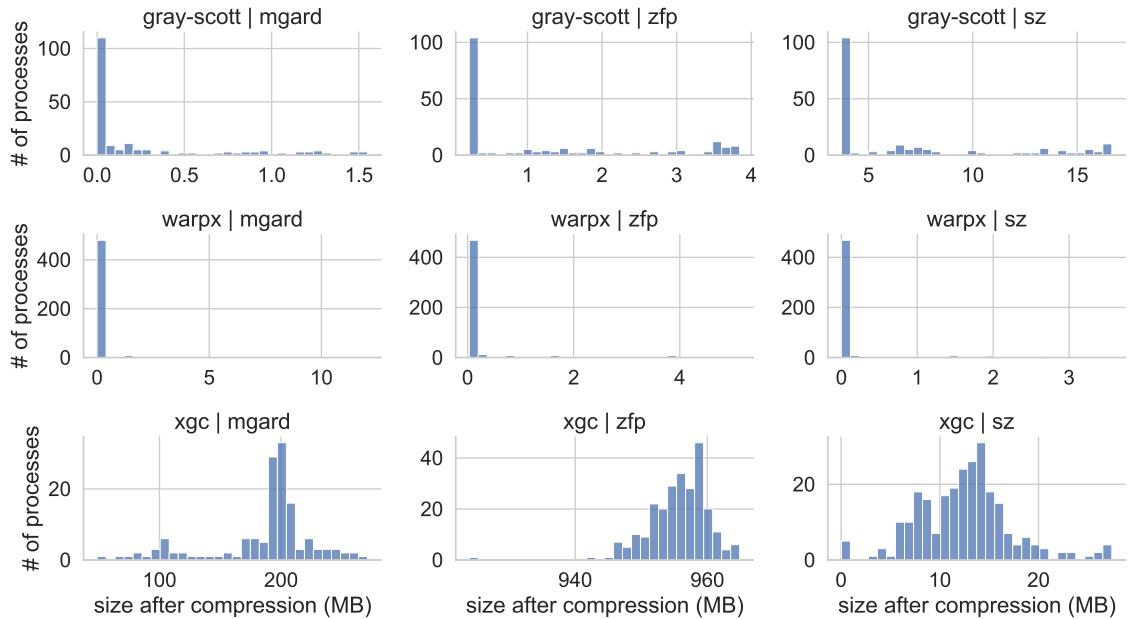 gray-scott | mgard
gray-scott | zfp
gray-scott | sz
# of processes
100
50
0
0.0 0.5 1.0 1.5
100
50
0
1 2 3 4
100
50
0
5 10 15
warpx | mgard
warpx | zfp
warpx | sz
# of processes
400
200
0
0 5 10
400
200
0
0 2 4
400
200
0
0 1 2 3
xgc | mgard
xgc | zfp
xgc | sz
# of processes
20
0
100 200
size after compression (MB)
40
20
0
940 960
size after compression (MB)
20
0
0 10 20
size after compression (MB)